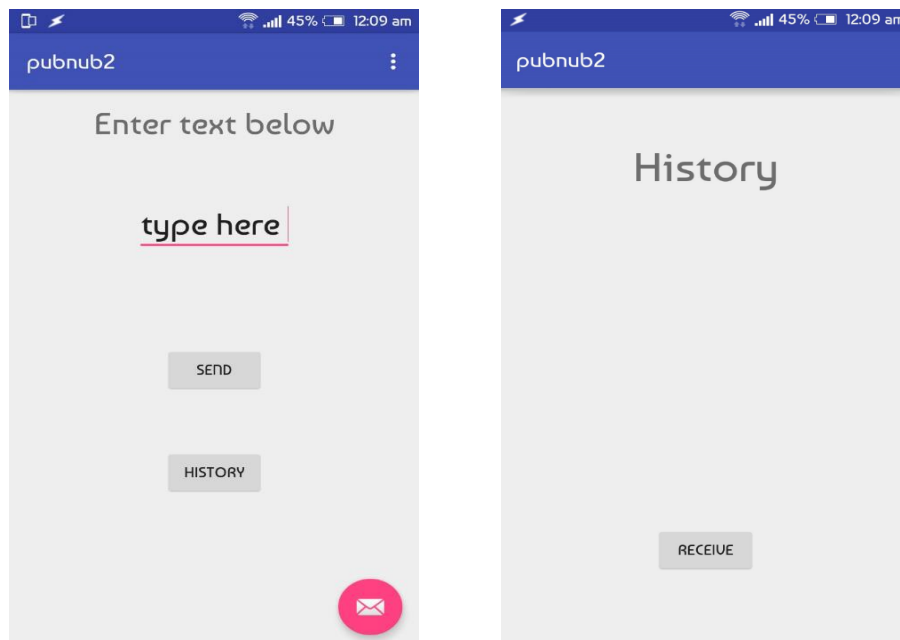 45% 12:09 am
pubnub2
Enter text below
type here
SEND
HISTORY
45% 12:09 am
pubnub2
History
RECEIVE